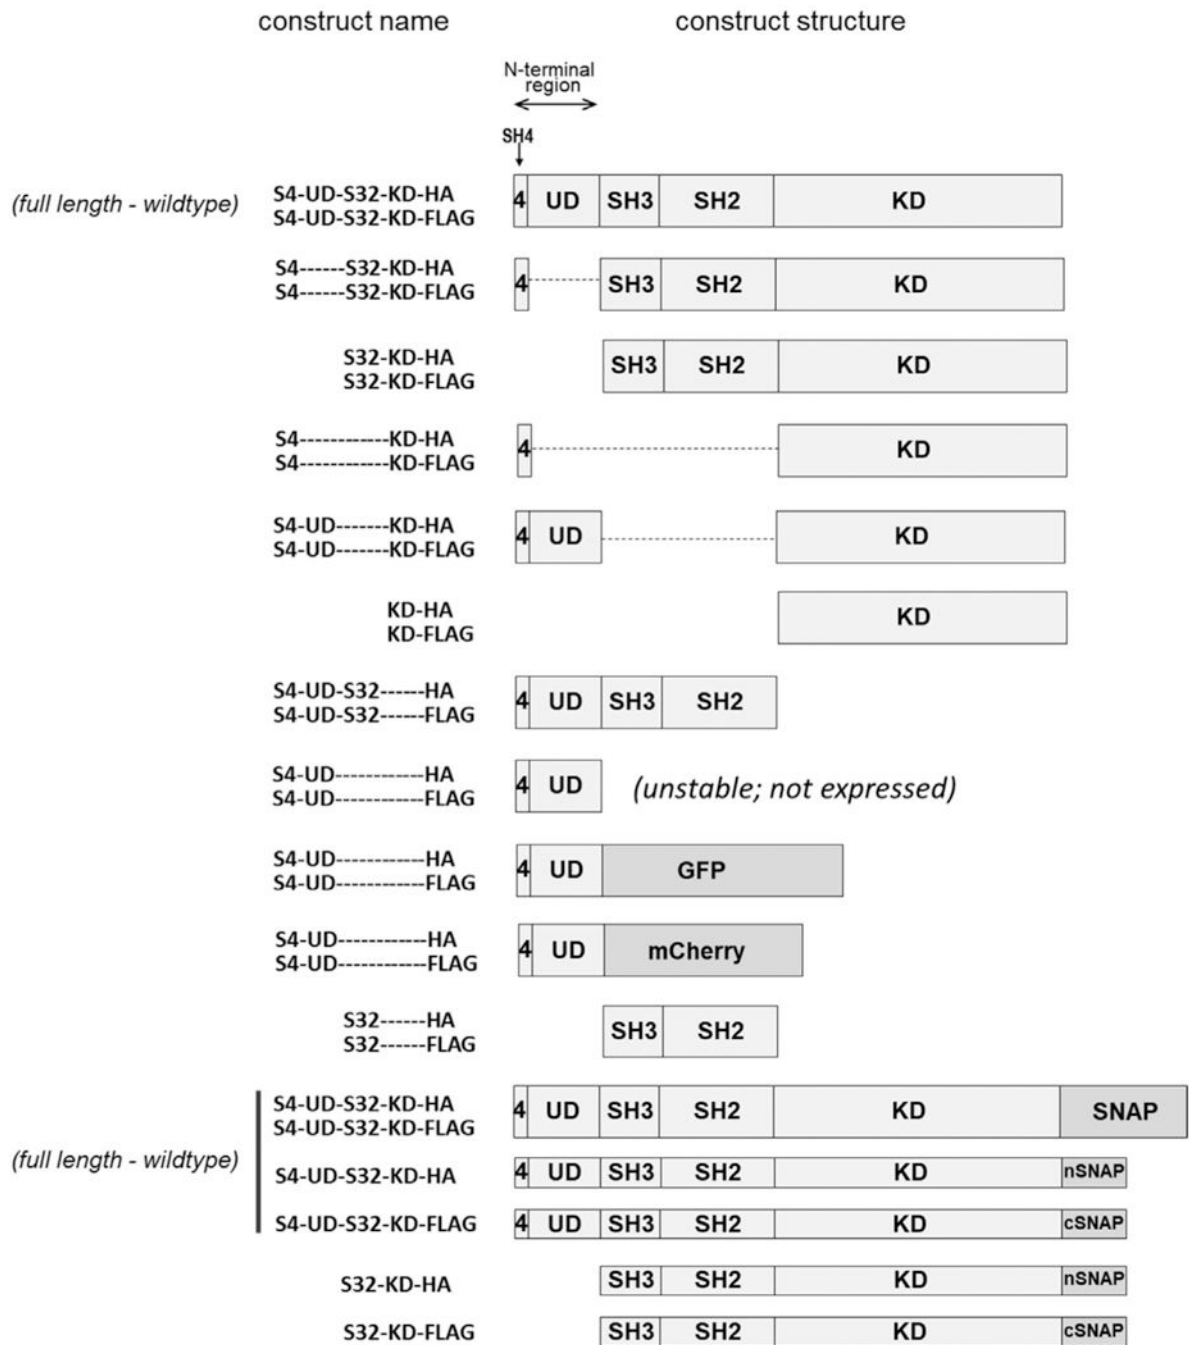 construct name construct structure
N-terminal
region
SH4
(full length - wildtype) S4-UD-S32-KD-HA 4 UD SH3 SH2 KD
S4-UD-S32-KD-FLAG
S4------S32-KD-HA 4 SH3 SH2 KD
S4------S32-KD-FLAG
S32-KD-HA SH3 SH2 KD
S32-KD-FLAG
S4------------KD-HA 4 KD
S4------------KD-FLAG
S4-UD-------KD-HA 4 UD KD
S4-UD-------KD-FLAG
KD-HA KD
KD-FLAG
S4-UD-S32------HA 4 UD SH3 SH2
S4-UD-S32------FLAG
S4-UD------------HA 4 UD (unstable; not expressed)
S4-UD------------FLAG
S4-UD------------HA 4 UD GFP
S4-UD------------FLAG
S4-UD------------HA 4 UD mCherry
S4-UD------------FLAG
S32------HA SH3 SH2
S32------FLAG
S4-UD-S32-KD-HA 4 UD SH3 SH2 KD SNAP
S4-UD-S32-KD-FLAG
(full length - wildtype) S4-UD-S32-KD-HA 4 UD SH3 SH2 KD nSNAP
S4-UD-S32-KD-FLAG 4 UD SH3 SH2 KD cSNAP
S32-KD-HA SH3 SH2 KD nSNAP
S32-KD-FLAG SH3 SH2 KD cSNAP